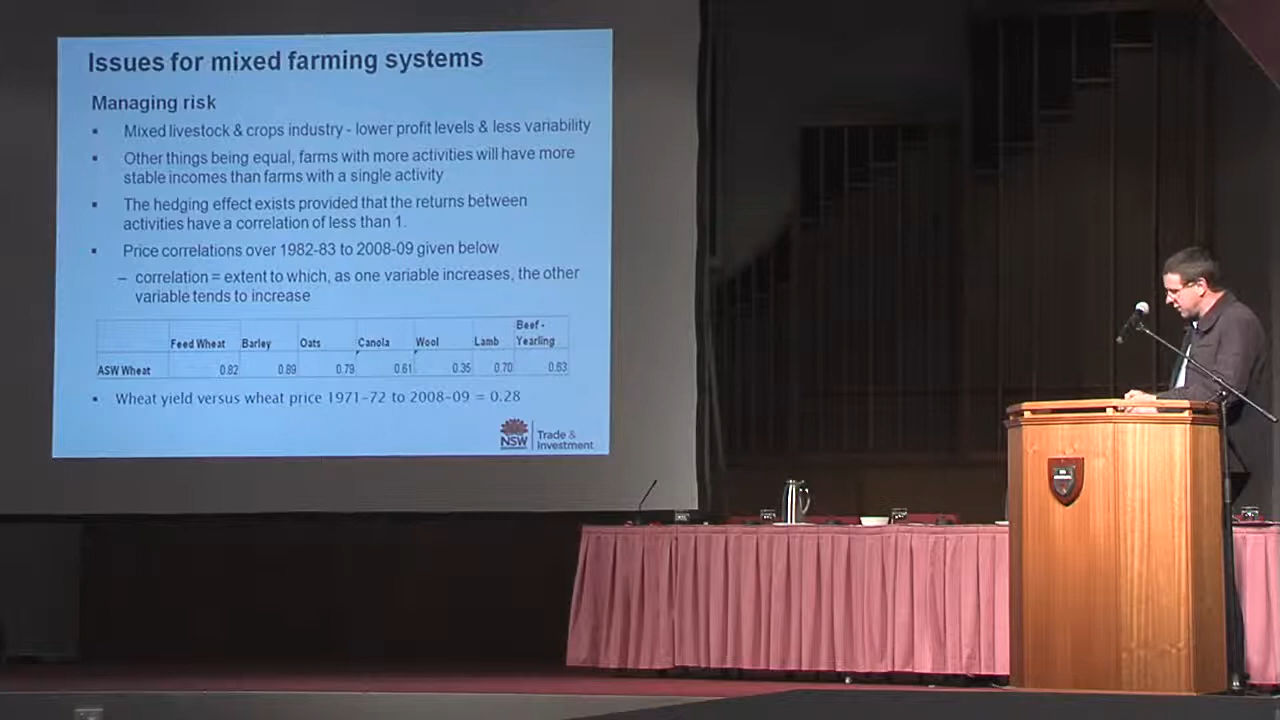 Issues for mixed farming systems
Managing risk
▪ Mixed livestock & crops industry - lower profit levels & less variability
▪ Other things being equal, farms with more activities will have more
stable incomes than farms with a single activity
▪ The hedging effect exists provided that the returns between
activities have a correlation of less than 1.
▪ Price correlations over 1982-83 to 2008-09 given below
– correlation = extent to which, as one variable increases, the other
variable tends to increase
Feed Wheat Barley Oats Canola Wool Lamb Beef - Yearling
ASW Wheat 0.82 0.89 0.79 0.61 0.35 0.70 0.63
▪ Wheat yield versus wheat price 1971-72 to 2008-09 = 0.28
NSW
Trade &
Investment